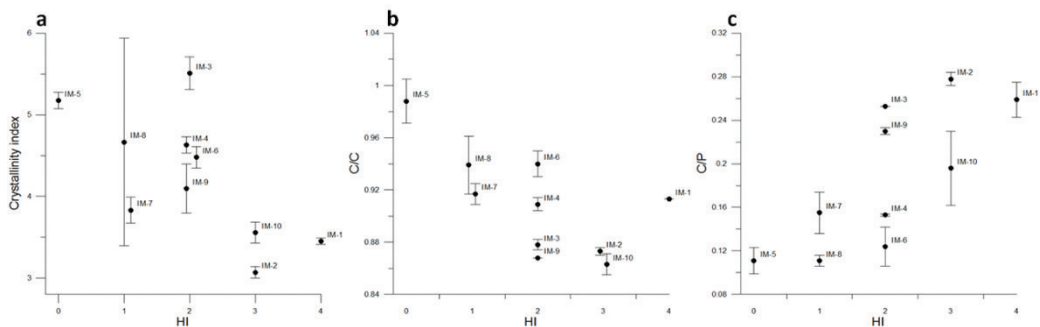 a
6
5
4
3
Crystallinity index
IM-5
IM-8
IM-7
IM-3
IM-4
IM-6
IM-9
IM-10
IM-2
IM-1
0 1 2 3 4
HI
b
1.04
1
0.96
0.92
0.88
0.84
C/C
IM-5
IM-8
IM-7
IM-6
IM-4
IM-3
IM-9
IM-2
IM-10
IM-1
0 1 2 3 4
HI
c
0.32
0.28
0.24
0.2
0.16
0.12
0.08
C/P
IM-2
IM-1
IM-3
IM-9
IM-10
IM-7
IM-4
IM-6
IM-5
IM-8
0 1 2 3 4
HI